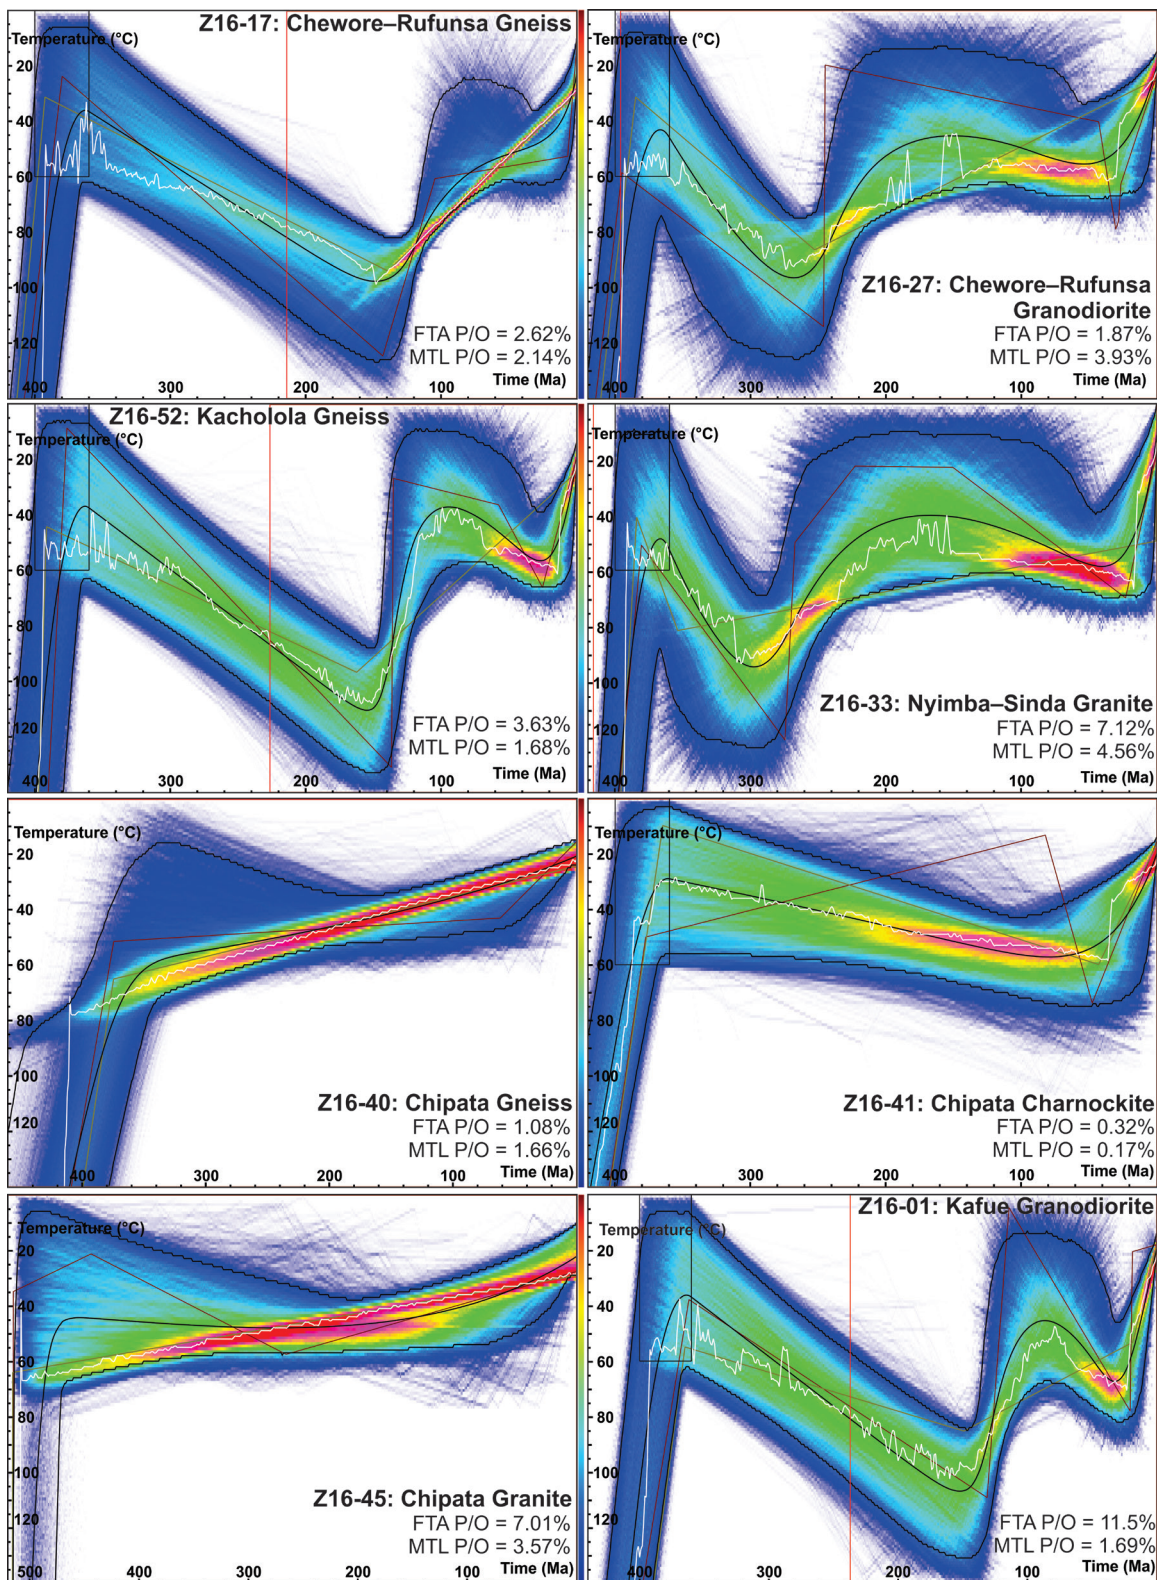 Z16-17: Chewore–Rufunsa Gneiss
Temperature (°C)
20
40
60
80
100
120
FTA P/O = 2.62%
MTL P/O = 2.14%
Time (Ma)
400
300
200
100
Temperature (°C)
20
40
60
80
100
120
Z16-27: Chewore–Rufunsa
Granodiorite
FTA P/O = 1.87%
MTL P/O = 3.93%
Time (Ma)
400
300
200
100
Z16-52: Kacholola Gneiss
Temperature (°C)
20
40
60
80
100
120
FTA P/O = 3.63%
MTL P/O = 1.68%
Time (Ma)
400
300
200
100
Temperature (°C)
20
40
60
80
100
120
Z16-33: Nyimba–Sinda Granite
FTA P/O = 7.12%
MTL P/O = 4.56%
Time (Ma)
400
300
200
100
Temperature (°C)
20
40
60
80
100
120
Z16-40: Chipata Gneiss
FTA P/O = 1.08%
MTL P/O = 1.66%
Time (Ma)
400
300
200
100
Temperature (°C)
20
40
60
80
100
120
Z16-41: Chipata Charnockite
FTA P/O = 0.32%
MTL P/O = 0.17%
Time (Ma)
400
300
200
100
Temperature (°C)
20
40
60
80
100
120
Z16-45: Chipata Granite
FTA P/O = 7.01%
MTL P/O = 3.57%
Time (Ma)
500
400
300
200
100
Z16-01: Kafue Granodiorite
Temperature (°C)
20
40
60
80
100
120
FTA P/O = 11.5%
MTL P/O = 1.69%
Time (Ma)
400
300
200
100